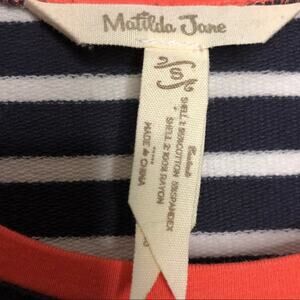 Matilda Jane
S
SHELL 1: 95%COTTON 5%SPANDEX
SHELL 2: 100% RAYON
MADE IN CHINA